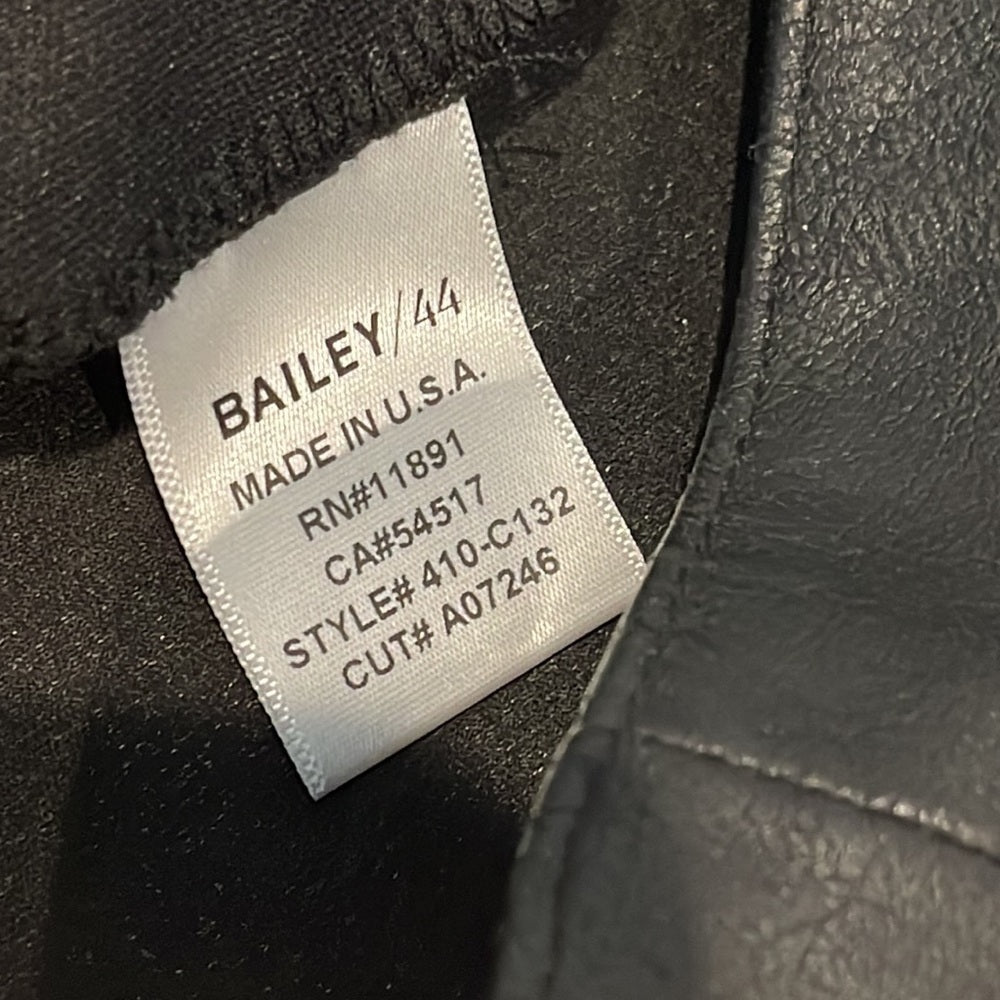 BAILEY/44
MADE IN U.S.A.
RN#11891
CA#54517
STYLE# 410-C132
CUT# A07246